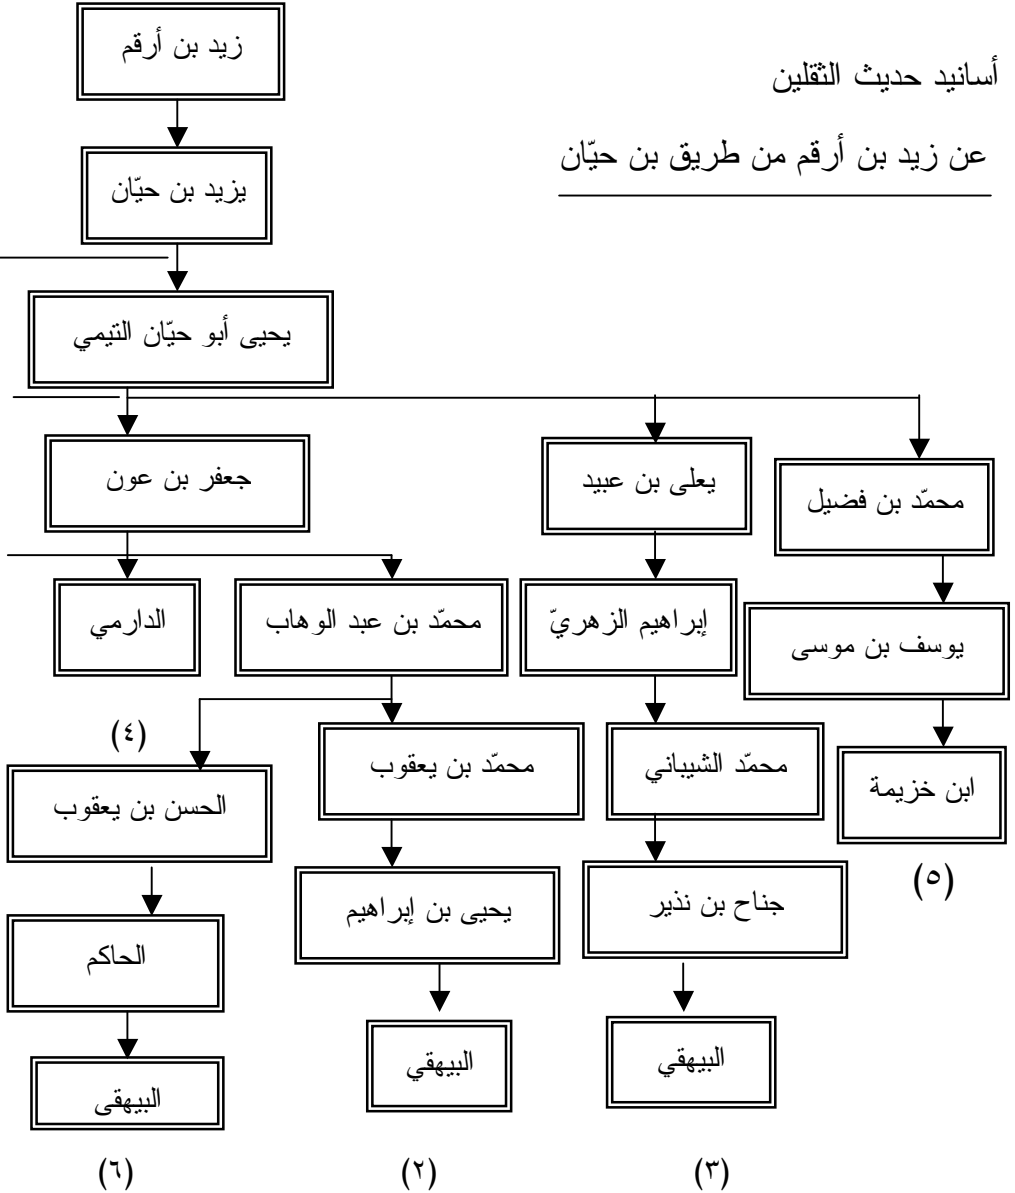 أسانيد حديث الثقلين
عن زيد بن أرقم من طريق بن حيّان
زيد بن أرقم
يزيد بن حيّان
يحيى أبو حيّان التيمي
محمّد بن فضيل
يعلى بن عبيد
جعفر بن عون
يوسف بن موسى
إبراهيم الزهريّ
محمّد بن عبد الوهاب
الدارمي
(٤)
ابن خزيمة
(٥)
محمّد الشيباني
محمّد بن يعقوب
الحسن بن يعقوب
جناح بن نذير
يحيى بن إبراهيم
الحاكم
البيهقي
البيهقي
البيهقى
(٣)
(٢)
(٦)